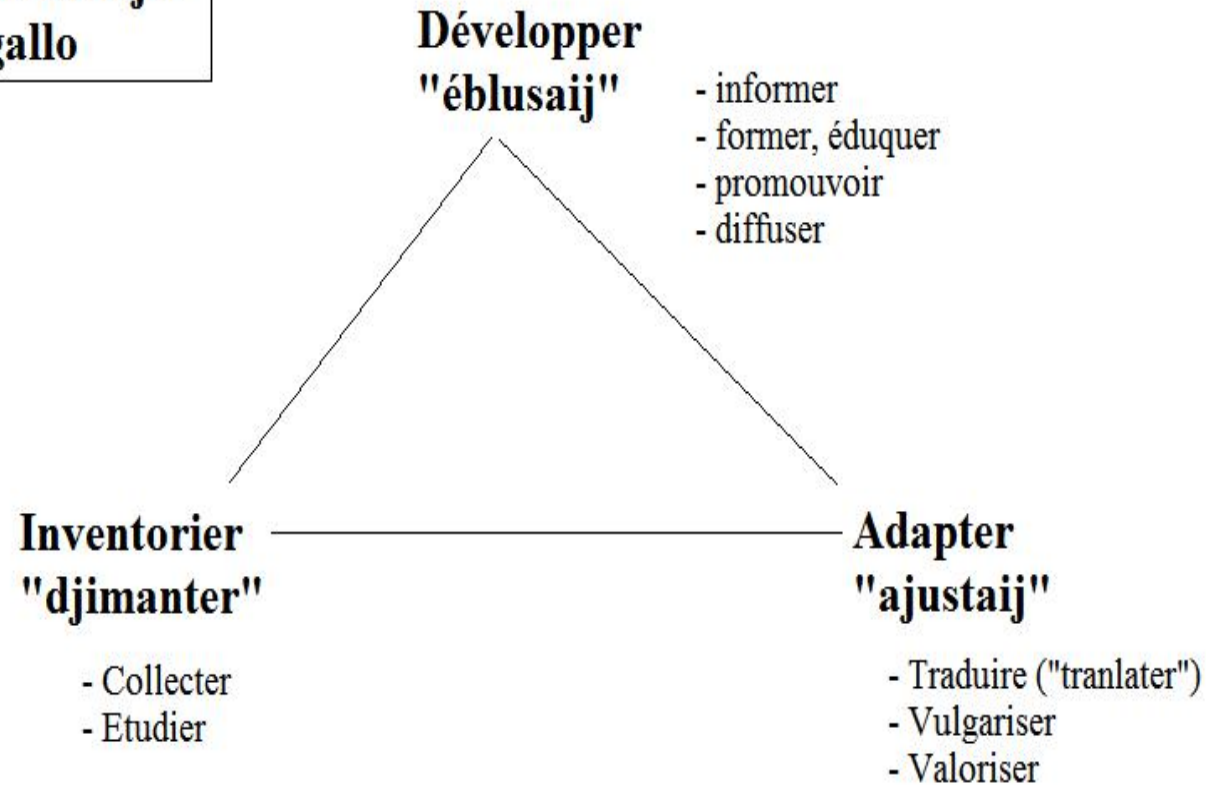 gallo
Développer
"éblusaij"
- informer
- former, éduquer
- promouvoir
- diffuser
Inventorier
"djimanter"
- Collecter
- Etudier
Adapter
"ajustaij"
- Traduire ("tranlater")
- Vulgariser
- Valoriser